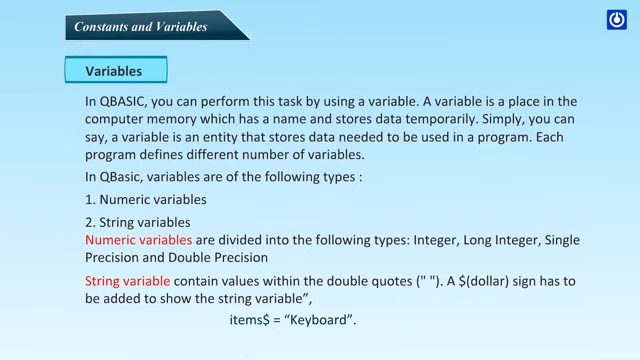 Constants and Variables
Variables
In QBASIC, you can perform this task by using a variable. A variable is a place in the
computer memory which has a name and stores data temporarily. Simply, you can
say, a variable is an entity that stores data needed to be used in a program. Each
program defines different number of variables.
In QBasic, variables are of the following types :
1. Numeric variables
2. String variables
Numeric variables are divided into the following types: Integer, Long Integer, Single
Precision and Double Precision
String variable contain values within the double quotes (" "). A $(dollar) sign has to
be added to show the string variable”,
items$ = “Keyboard”.